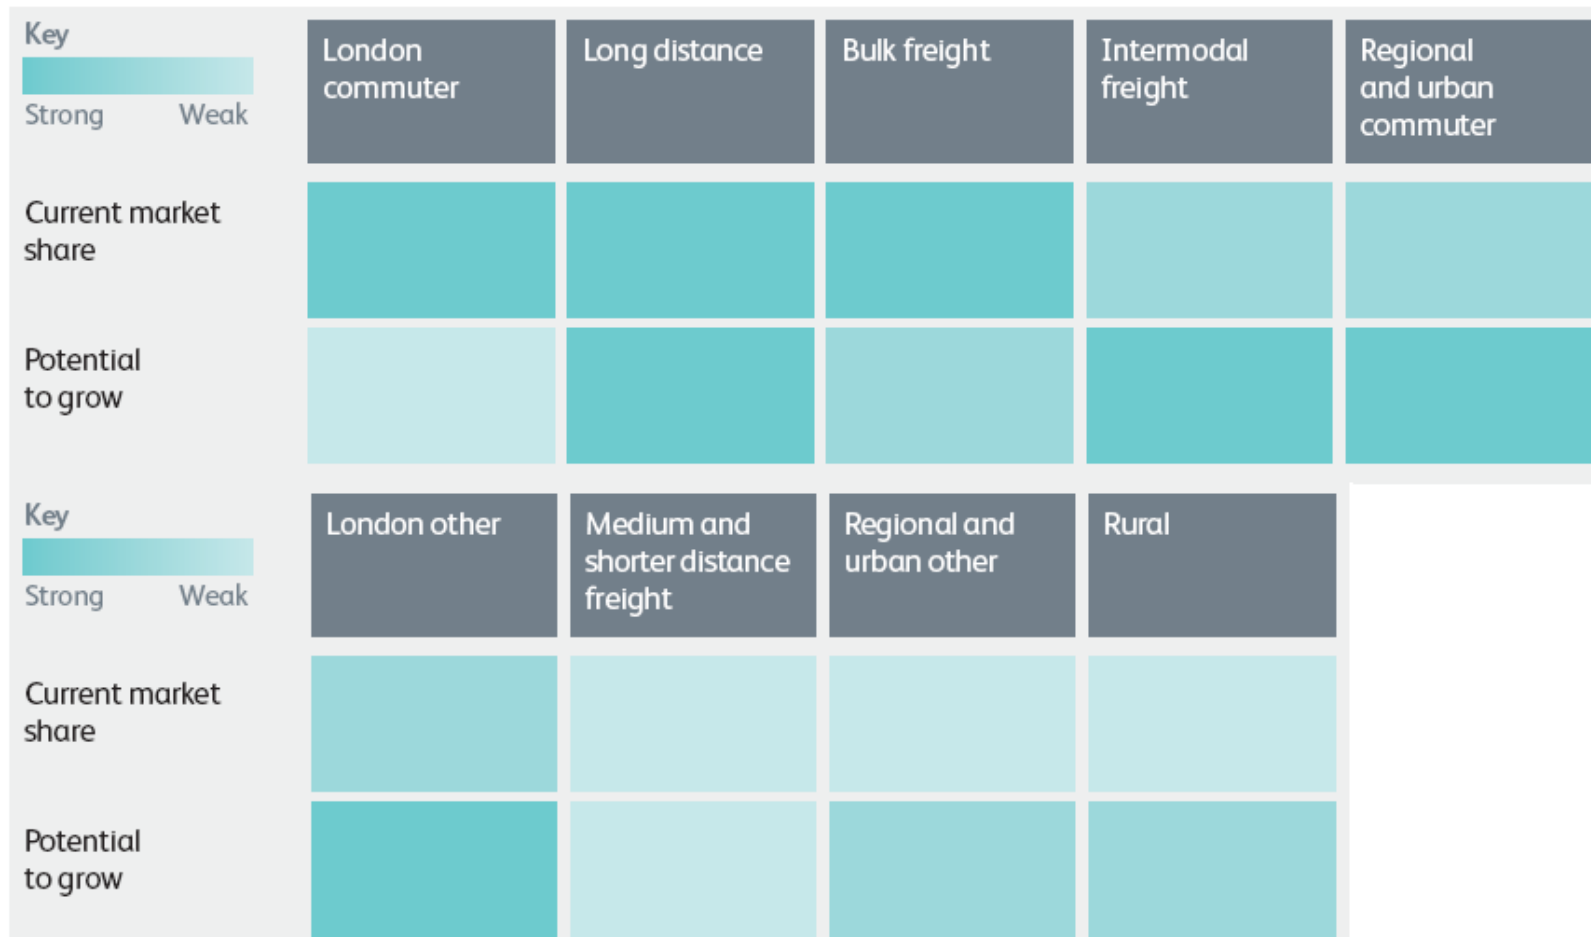 Key
Strong Weak
London
commuter
Long distance
Bulk freight
Intermodal
freight
Regional
and urban
commuter
Current market
share
Potential
to grow
Key
Strong Weak
London other
Medium and
shorter distance
freight
Regional and
urban other
Rural
Current market
share
Potential
to grow